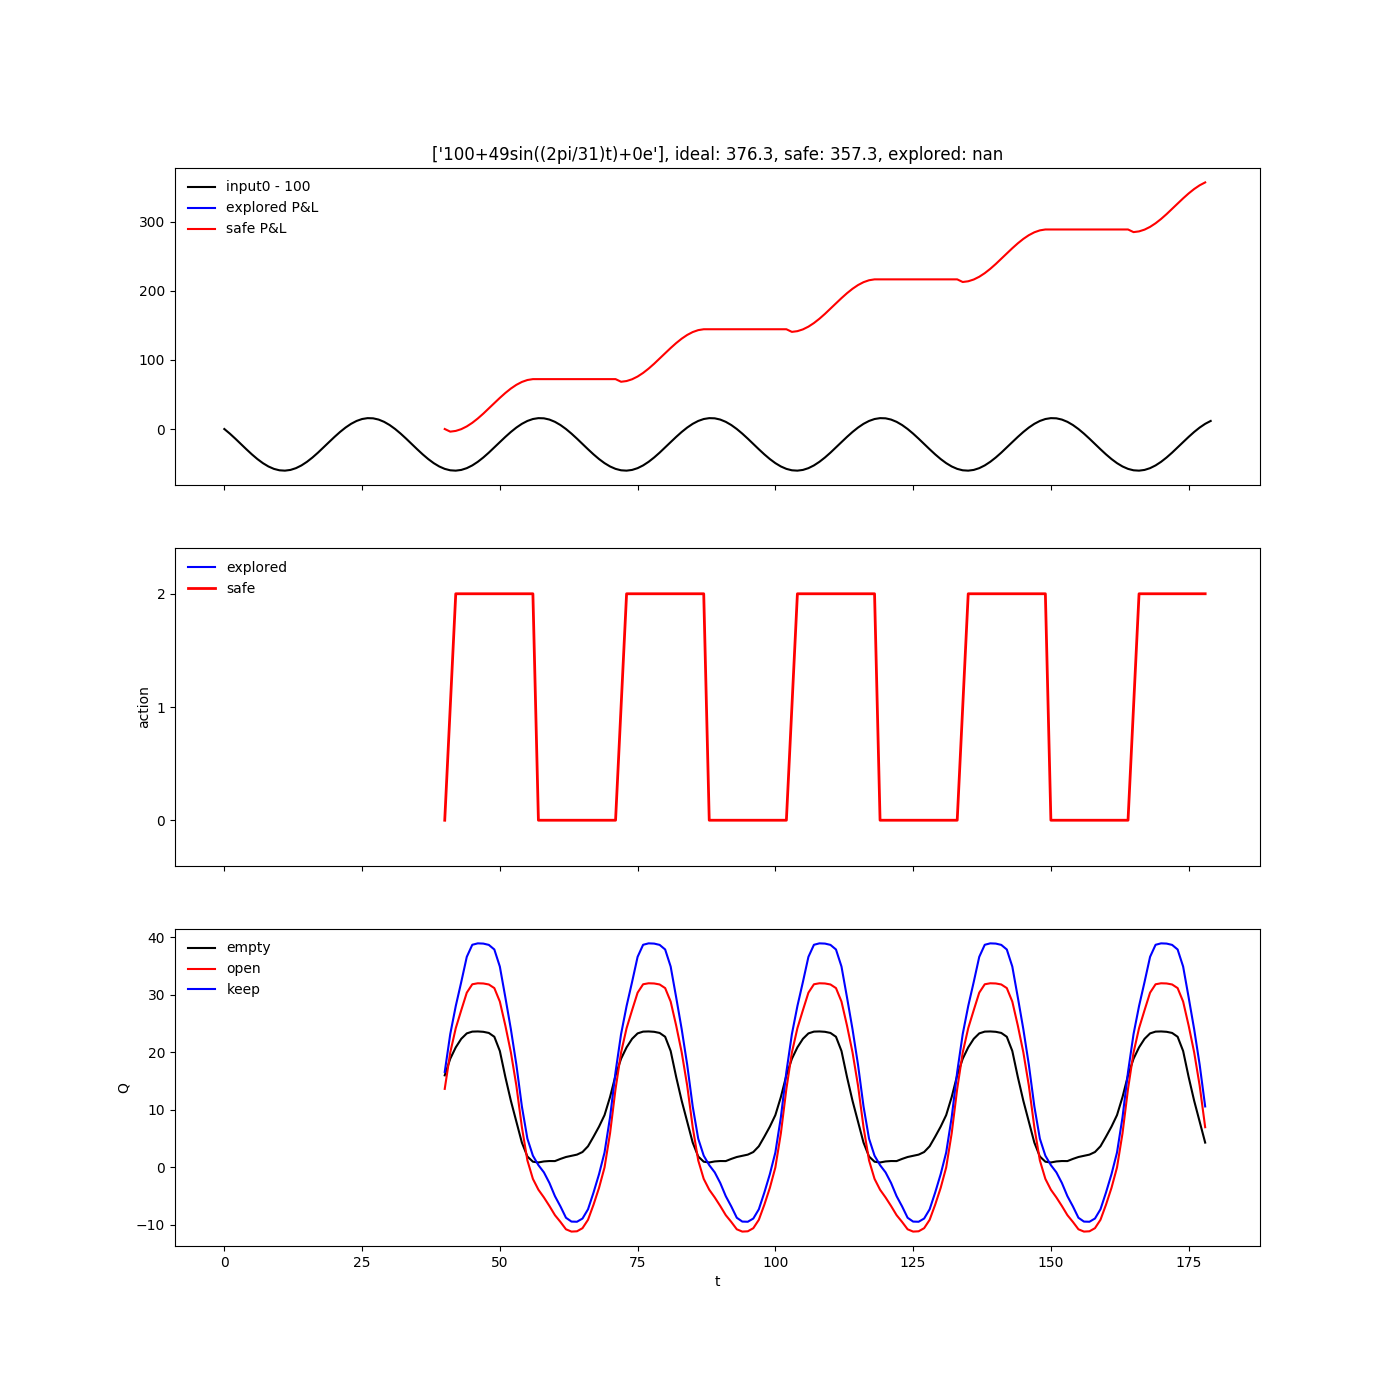 ['100+49sin((2pi/31)t)+0e'], ideal: 376.3, safe: 357.3, explored: nan
input0 - 100
explored P&L
safe P&L
300
200
100
0
explored
safe
2
1
0
action
empty
open
keep
40
30
20
10
0
−10
Q
0 25 50 75 100 125 150 175
t